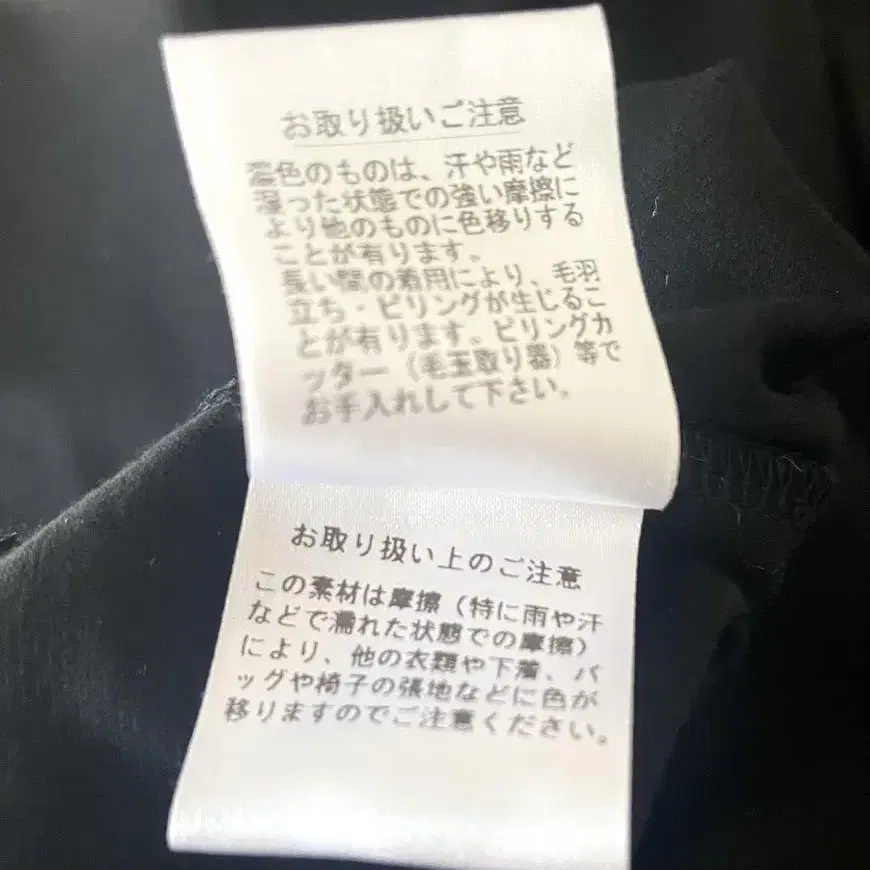 お取り扱いご注意
濃色のものは、汗や雨など
湿った状態での強い摩擦に
より他のものに色移りする
ことが有ります。
長い間の着用により、毛羽
立ち・ピリングが生じるこ
とが有ります。ピリングカ
ッター（毛玉取り器）等で
お手入れして下さい。
お取り扱い上のご注意
この素材は摩擦（特に雨や汗
などで濡れた状態での摩擦）
により、他の衣類や下着、バ
ッグや椅子の張地などに色が
移りますのでご注意ください。